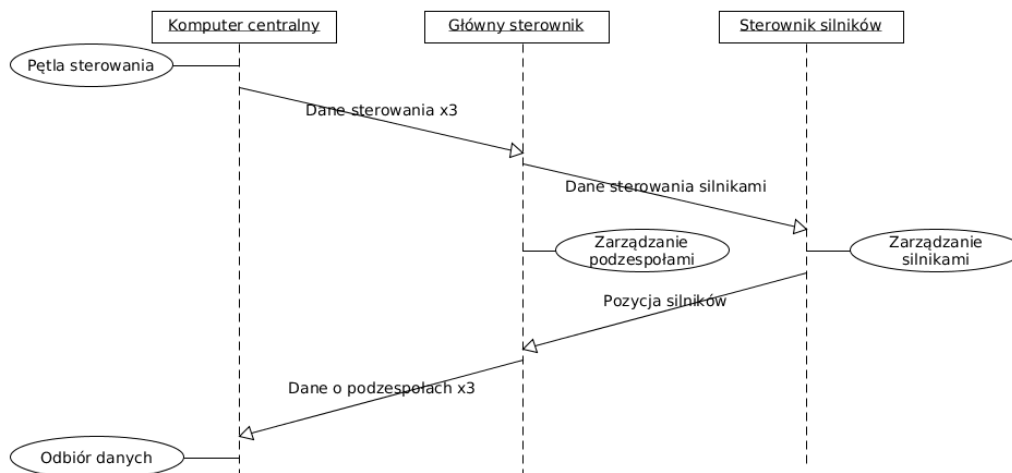 Komputer centralny
Główny sterownik
Sterownik silników
Pętla sterowania
Dane sterowania x3
Dane sterowania silnikami
Zarządzanie
podzespołami
Zarządzanie
silnikami
Pozycja silników
Dane o podzespołach x3
Odbiór danych